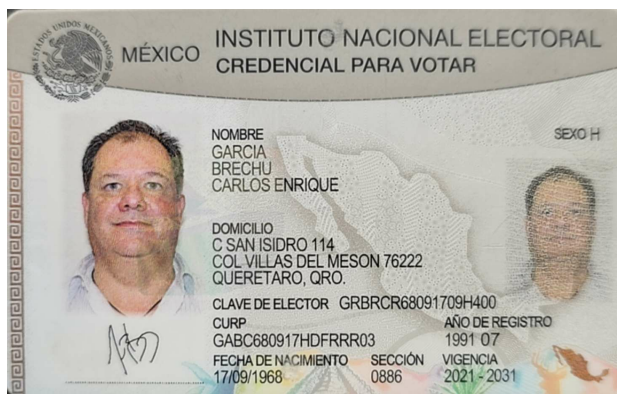 ESTADOS UNIDOS MEXICANOS
MÉXICO
INSTITUTO NACIONAL ELECTORAL
CREDENCIAL PARA VOTAR
NOMBRE
SEXO H
GARCIA
BRECHU
CARLOS ENRIQUE
DOMICILIO
C SAN ISIDRO 114
COL VILLAS DEL MESON 76222
QUERETARO, QRO.
CLAVE DE ELECTOR GRBRCR68091709H400
CURP AÑO DE REGISTRO
GABC680917HDFRRR03 1991 07
FECHA DE NACIMIENTO SECCIÓN VIGENCIA
17/09/1968 0886 2021 - 2031